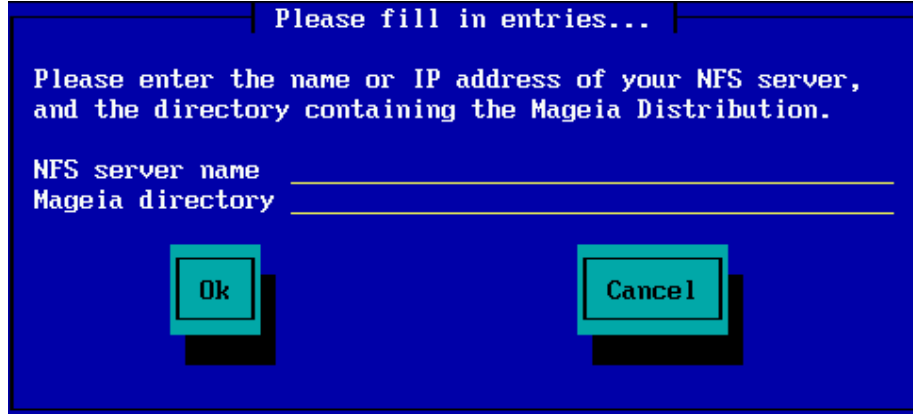 Please fill in entries...
Please enter the name or IP address of your NFS server,
and the directory containing the Mageia Distribution.
NFS server name
Mageia directory
Ok
Cancel